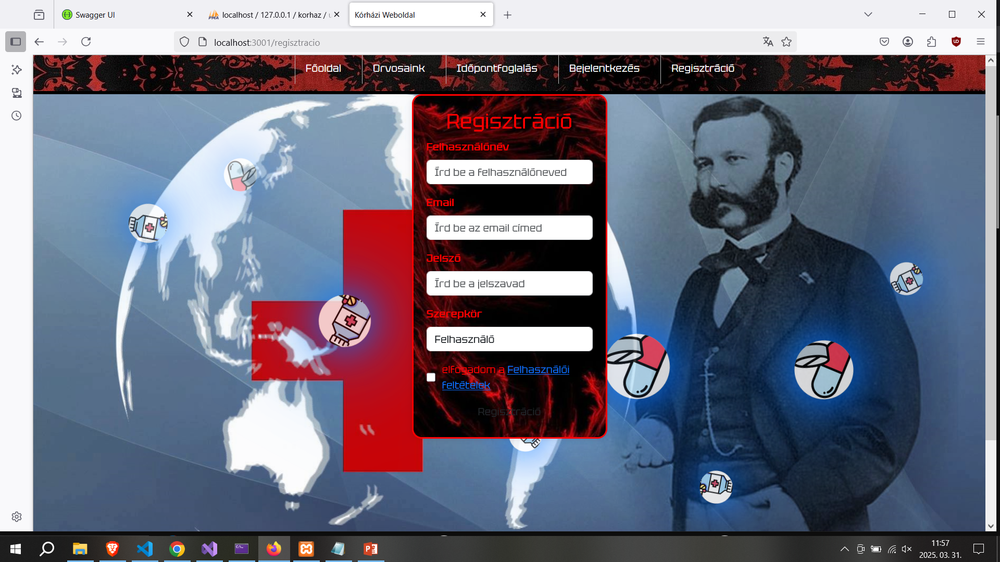 Swagger UI
localhost / 127.0.0.1 / korhaz / u
Kórházi Weboldal
localhost:3001/regisztracio
Főoldal
Orvosaink
Időpontfoglalás
Bejelentkezés
Regisztráció
Regisztráció
Felhasználónév
Írd be a felhasználóneved
Email
Írd be az email címed
Jelszó
Írd be a jelszavad
Szerepkör
Felhasználó
elfogadom a Felhasználói
feltételek
Regisztráció
11:57
2025. 03. 31.